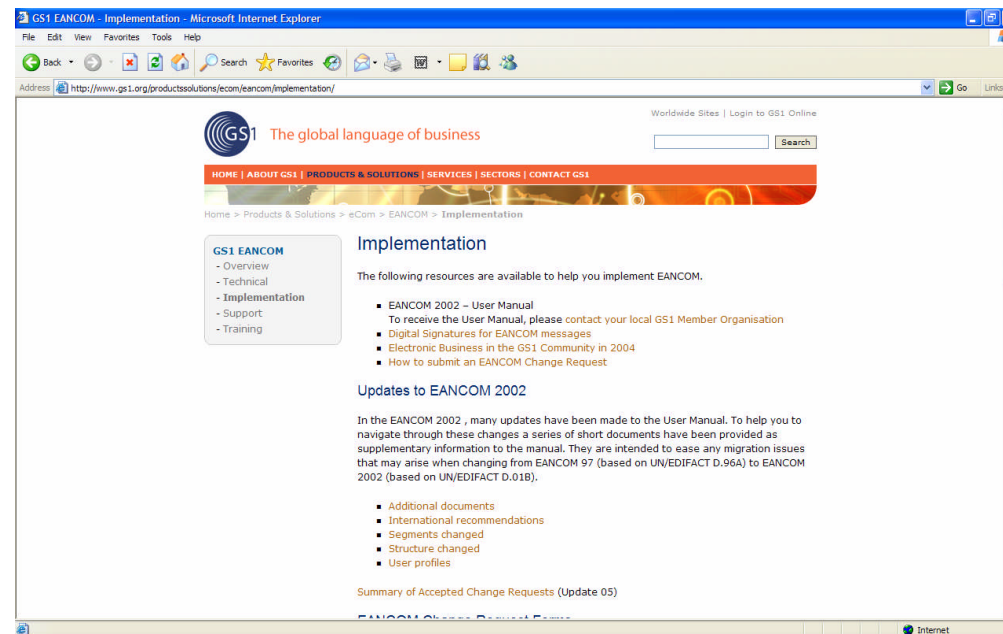 GS1 EANCOM - Implementation - Microsoft Internet Explorer
File Edit View Favorites Tools Help
Back Search Favorites
Address http://www.gs1.org/productssolutions/ecom/eancom/implementation/ Go Links
Worldwide Sites | Login to GS1 Online
GS1 The global language of business
Search
HOME | ABOUT GS1 | PRODUCTS & SOLUTIONS | SERVICES | SECTORS | CONTACT GS1
Home > Products & Solutions > eCom > EANCOM > Implementation
GS1 EANCOM
- Overview
- Technical
- Implementation
- Support
- Training
Implementation
The following resources are available to help you implement EANCOM.
▪ EANCOM 2002 – User Manual
To receive the User Manual, please contact your local GS1 Member Organisation
▪ Digital Signatures for EANCOM messages
▪ Electronic Business in the GS1 Community in 2004
▪ How to submit an EANCOM Change Request
Updates to EANCOM 2002
In the EANCOM 2002 , many updates have been made to the User Manual. To help you to
navigate through these changes a series of short documents have been provided as
supplementary information to the manual. They are intended to ease any migration issues
that may arise when changing from EANCOM 97 (based on UN/EDIFACT D.96A) to EANCOM
2002 (based on UN/EDIFACT D.01B).
▪ Additional documents
▪ International recommendations
▪ Segments changed
▪ Structure changed
▪ User profiles
Summary of Accepted Change Requests (Update 05)
EANCOM Change Request Forms
Internet